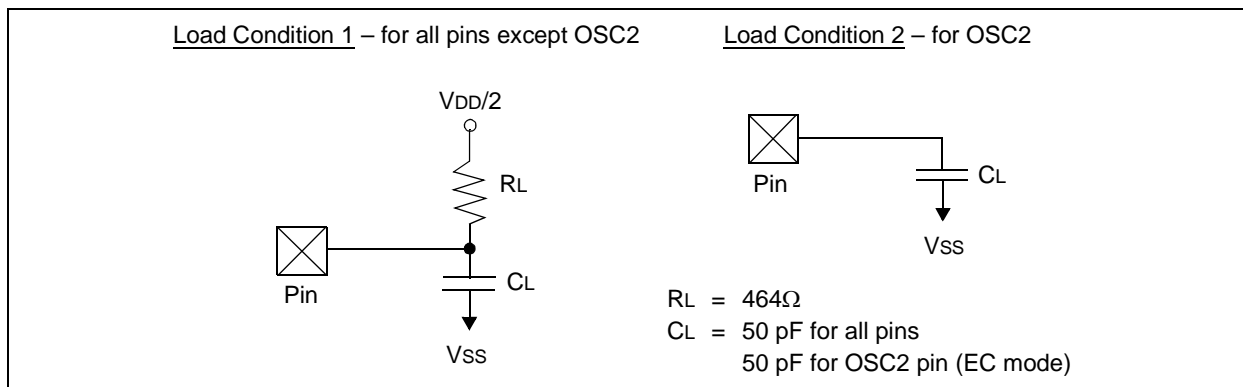 Load Condition 1 – for all pins except OSC2
VDD/2
RL
Pin
CL
VSS
Load Condition 2 – for OSC2
Pin
CL
VSS
RL = 464Ω
CL = 50 pF for all pins
50 pF for OSC2 pin (EC mode)